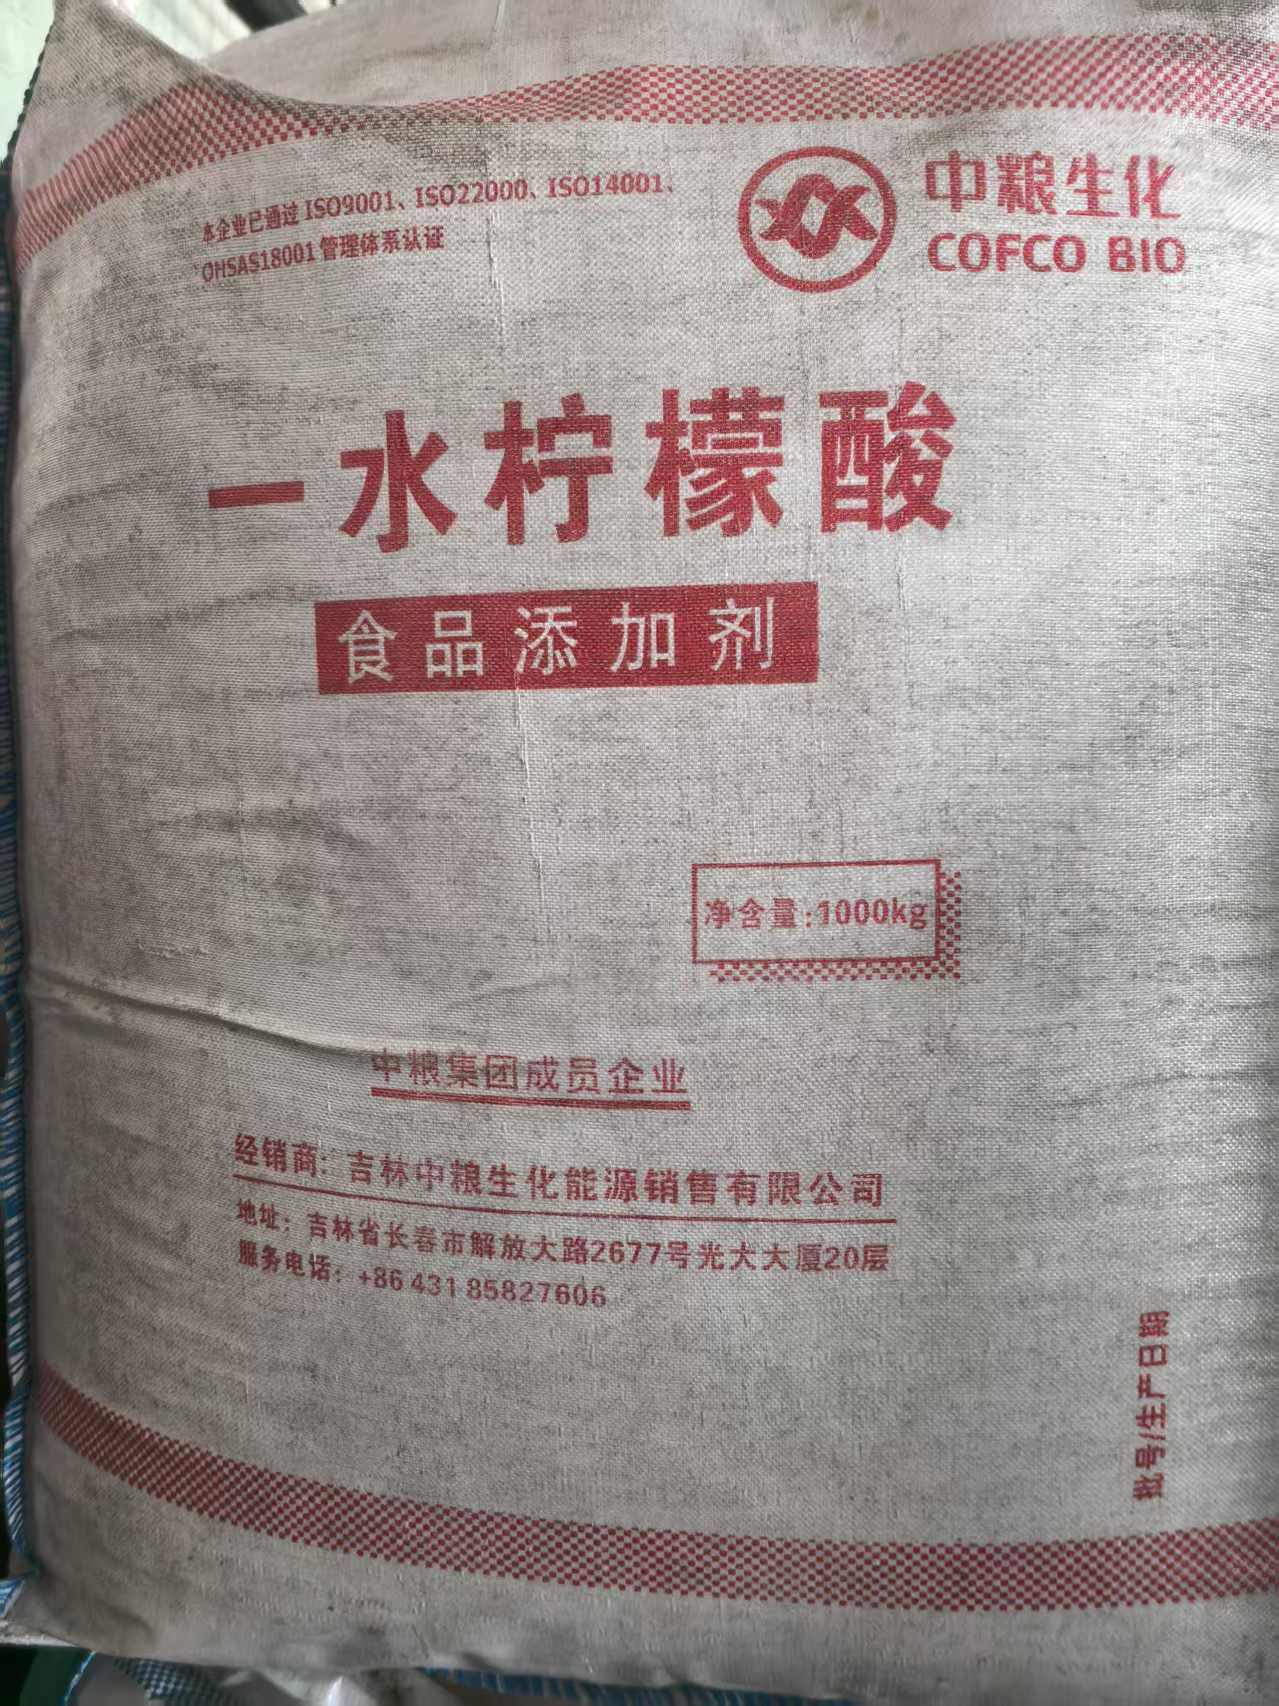 本企业已通过 ISO9001、ISO22000、ISO14001、
OHSAS18001 管理体系认证
中粮生化
COFCO BIO
一水柠檬酸
食品添加剂
净含量:1000kg
中粮集团成员企业
经销商：吉林中粮生化能源销售有限公司
地址：吉林省长春市解放大路2677号光大大厦20层
服务电话：+86 431 85827606
批号/生产日期